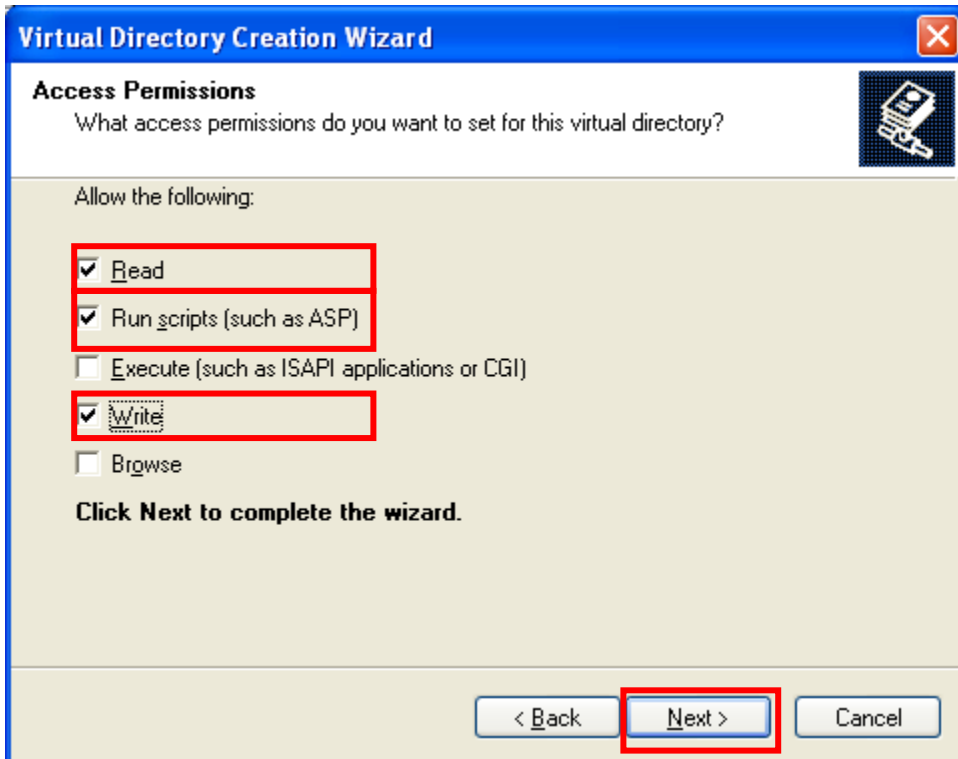 Virtual Directory Creation Wizard
Access Permissions
What access permissions do you want to set for this virtual directory?
Allow the following:
Read
Run scripts (such as ASP)
Execute (such as ISAPI applications or CGI)
Write
Browse
Click Next to complete the wizard.
< Back Next > Cancel